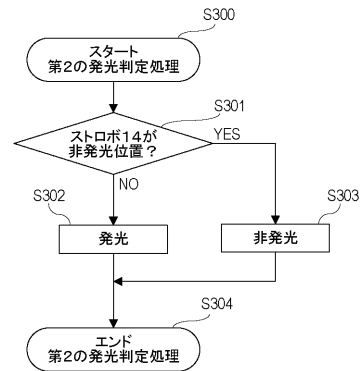 S300
スタート
第2の発光判定処理
S301
ストロボ14が
非発光位置？
YES
NO
S302
発光
S303
非発光
S304
エンド
第2の発光判定処理